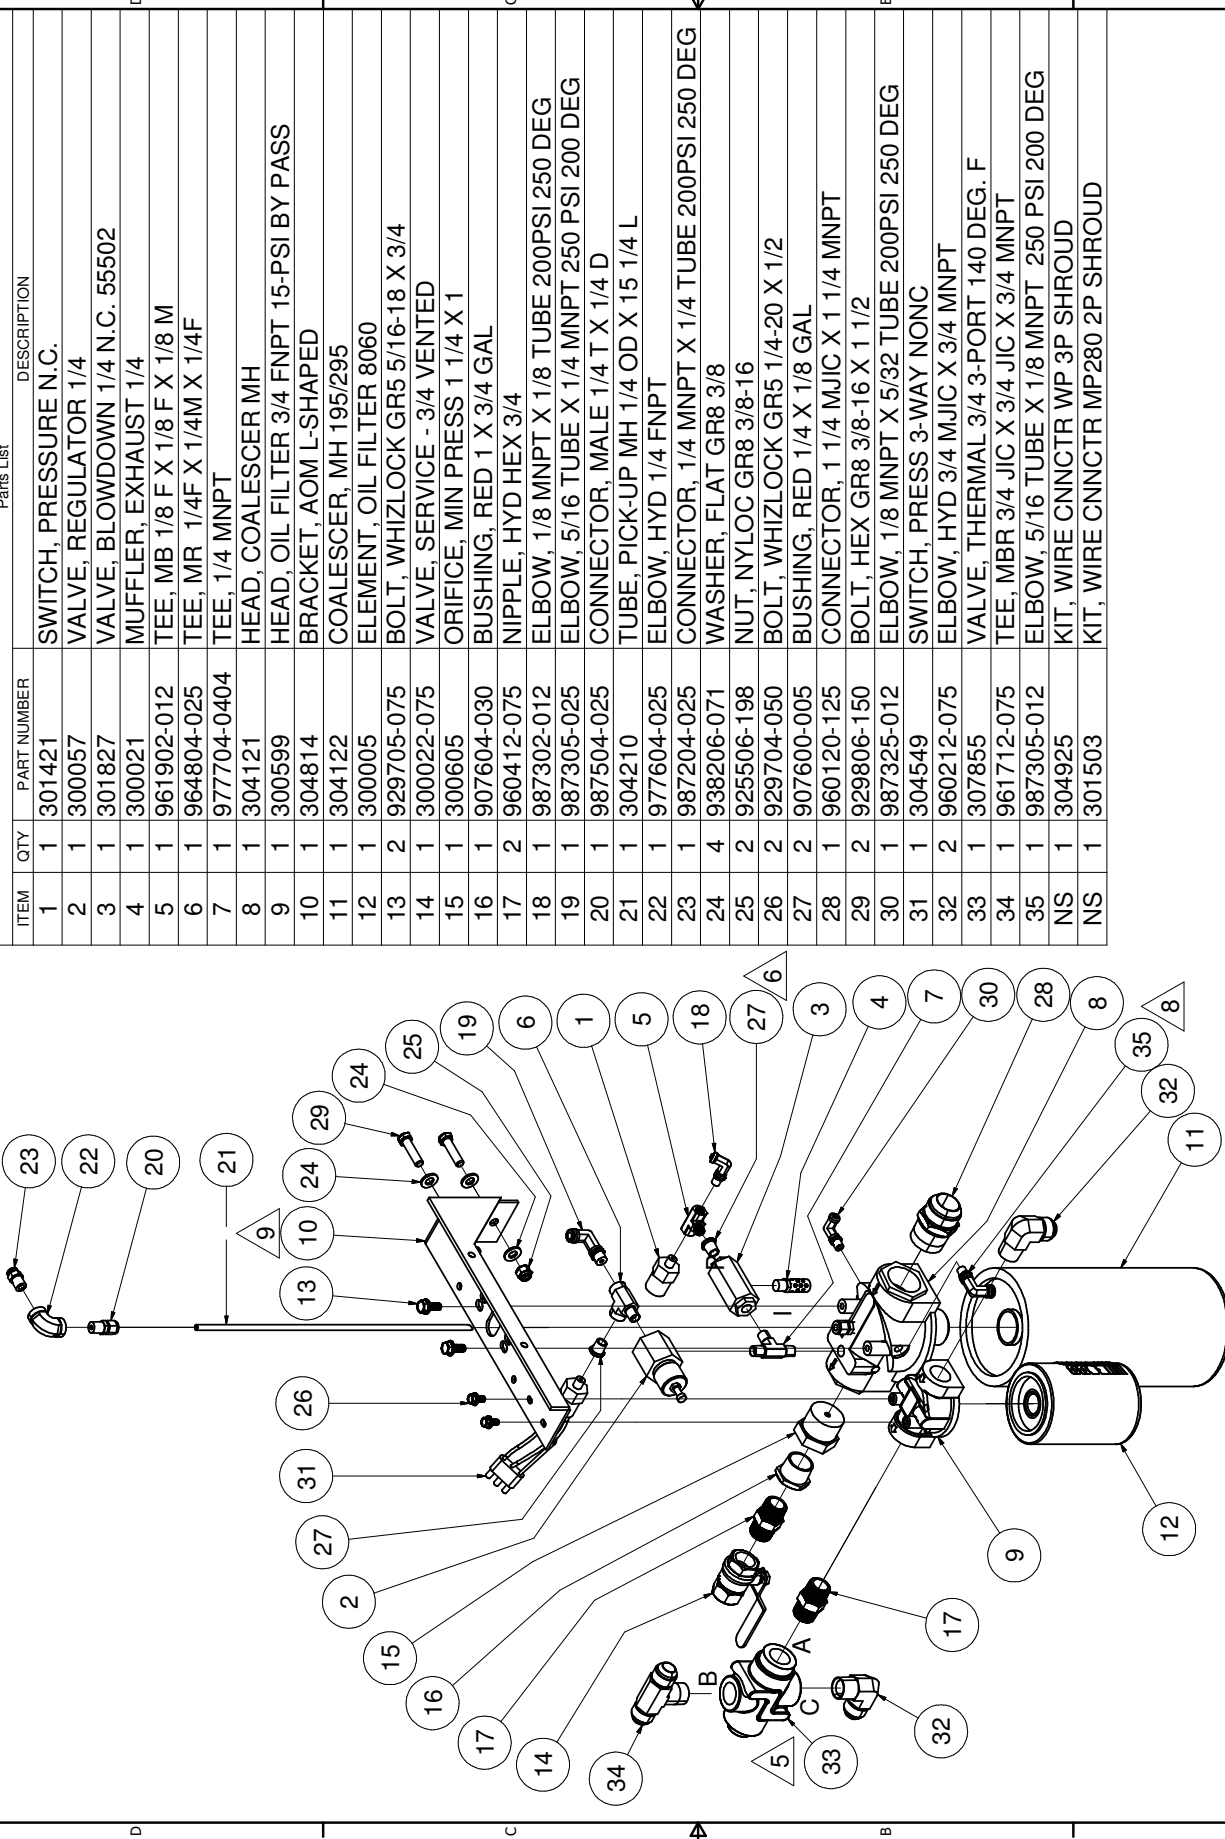 Parts List
ITEM QTY PART NUMBER DESCRIPTION
1 1 301421 SWITCH, PRESSURE N.C.
2 1 300057 VALVE, REGULATOR 1/4
3 1 301827 VALVE, BLOWDOWN 1/4 N.C. 55502
4 1 300021 MUFFLER, EXHAUST 1/4
5 1 961902-012 TEE, MB 1/8 F X 1/8 F X 1/8 M
6 1 964804-025 TEE, MR 1/4F X 1/4M X 1/4F
7 1 977704-0404 TEE, 1/4 MNPT
8 1 304121 HEAD, COALESCER MH
9 1 300599 HEAD, OIL FILTER 3/4 FNPT 15-PSI BY PASS
10 1 304814 BRACKET, AOM L-SHAPED
11 1 304122 COALESCER, MH 195/295
12 1 300005 ELEMENT, OIL FILTER 8060
13 2 929705-075 BOLT, WHIZLOCK GR5 5/16-18 X 3/4
14 1 300022-075 VALVE, SERVICE - 3/4 VENTED
15 1 300605 ORIFICE, MIN PRESS 1 1/4 X 1
16 1 907604-030 BUSHING, RED 1 X 3/4 GAL
17 2 960412-075 NIPPLE, HYD HEX 3/4
18 1 987302-012 ELBOW, 1/8 MNPT X 1/8 TUBE 200PSI 250 DEG
19 1 987305-025 ELBOW, 5/16 TUBE X 1/4 MNPT 250 PSI 200 DEG
20 1 987504-025 CONNECTOR, MALE 1/4 T X 1/4 D
21 1 304210 TUBE, PICK-UP MH 1/4 OD X 15 1/4 L
22 1 977604-025 ELBOW, HYD 1/4 FNPT
23 1 987204-025 CONNECTOR, 1/4 MNPT X 1/4 TUBE 200PSI 250 DEG
24 4 938206-071 WASHER, FLAT GR8 3/8
25 2 925506-198 NUT, NYLOC GR8 3/8-16
26 2 929704-050 BOLT, WHIZLOCK GR5 1/4-20 X 1/2
27 2 907600-005 BUSHING, RED 1/4 X 1/8 GAL
28 1 960120-125 CONNECTOR, 1 1/4 MJIC X 1 1/4 MNPT
29 2 929806-150 BOLT, HEX GR8 3/8-16 X 1 1/2
30 1 987325-012 ELBOW, 1/8 MNPT X 5/32 TUBE 200PSI 250 DEG
31 1 304549 SWITCH, PRESS 3-WAY NONC
32 2 960212-075 ELBOW, HYD 3/4 MJIC X 3/4 MNPT
33 1 307855 VALVE, THERMAL 3/4 3-PORT 140 DEG. F
34 1 961712-075 TEE, MBR 3/4 JIC X 3/4 JIC X 3/4 MNPT
35 1 987305-012 ELBOW, 5/16 TUBE X 1/8 MNPT 250 PSI 200 DEG
NS 1 304925 KIT, WIRE CNNCTR WP 3P SHROUD
NS 1 301503 KIT, WIRE CNNCTR MP280 2P SHROUD
23
22
20
21
9
10
13
26
31
27
2
15
16
17
14
34
29
24
24
25
19
6
1
5
18
27
6
3
4
7
30
28
8
35
8
32
11
12
9
17
32
33
5
A
B
C
I
D
C
B
D
C
B